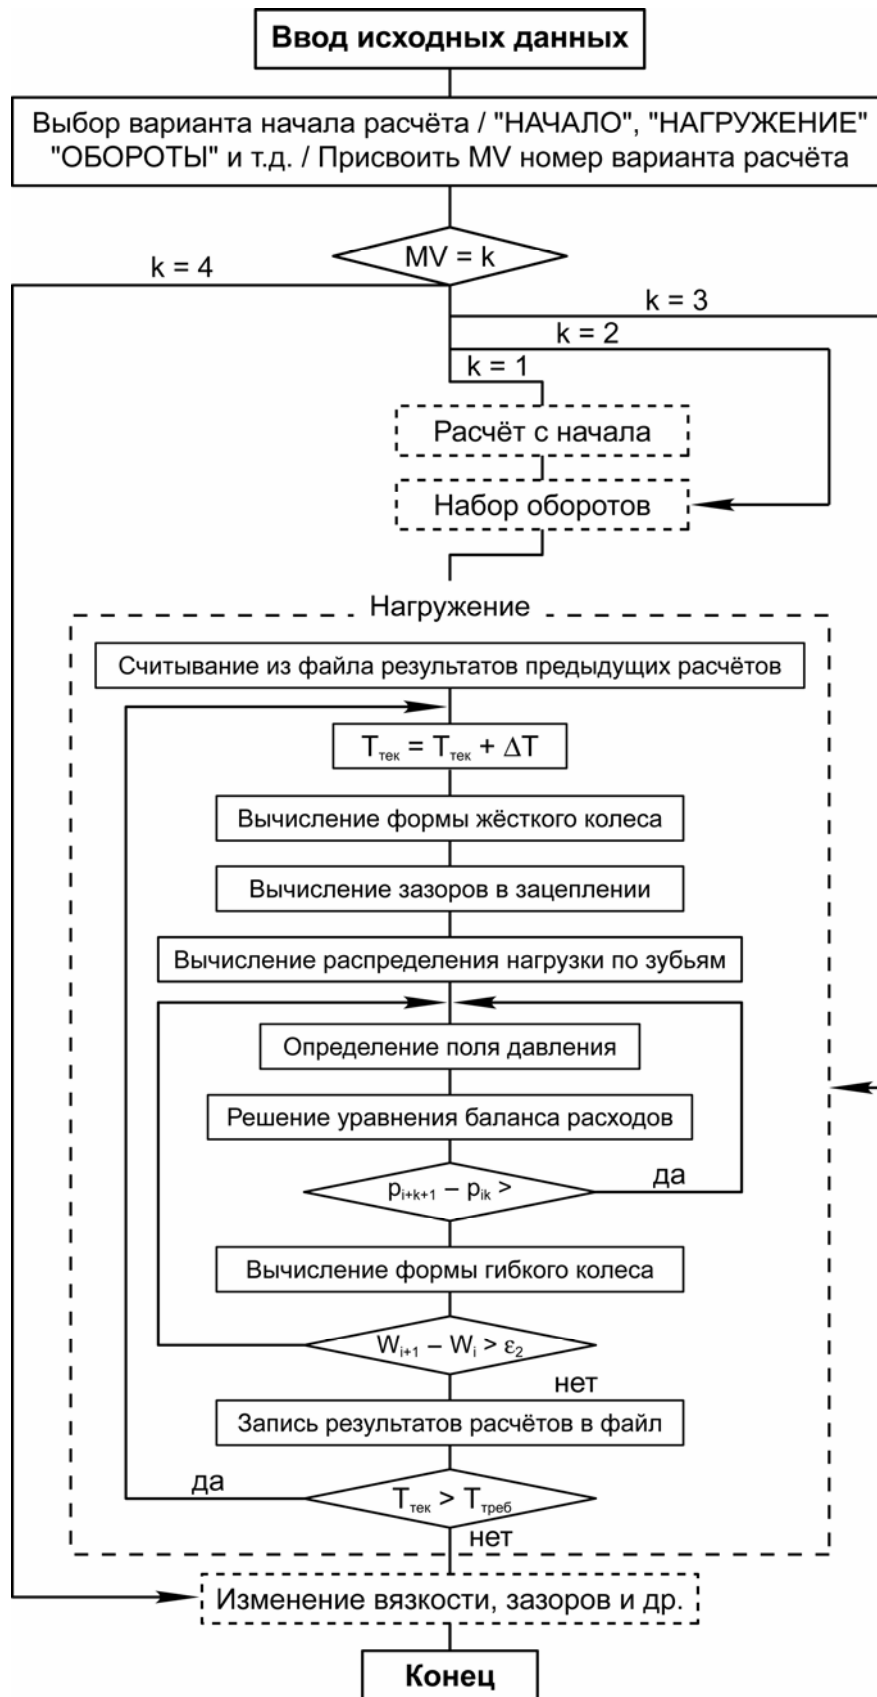 Ввод исходных данных
Выбор варианта начала расчёта / "НАЧАЛО", "НАГРУЖЕНИЕ"
"ОБОРОТЫ" и т.д. / Присвоить MV номер варианта расчёта
MV = k
k = 4
k = 3
k = 2
k = 1
Расчёт с начала
Набор оборотов
Нагружение
Считывание из файла результатов предыдущих расчётов
Tтек = Tтек + ΔT
Вычисление формы жёсткого колеса
Вычисление зазоров в зацеплении
Вычисление распределения нагрузки по зубьям
Определение поля давления
Решение уравнения баланса расходов
pi+k+1 – pik >
да
Вычисление формы гибкого колеса
Wi+1 – Wi > ε2
нет
Запись результатов расчётов в файл
да
Tтек > Tтреб
нет
Изменение вязкости, зазоров и др.
Конец